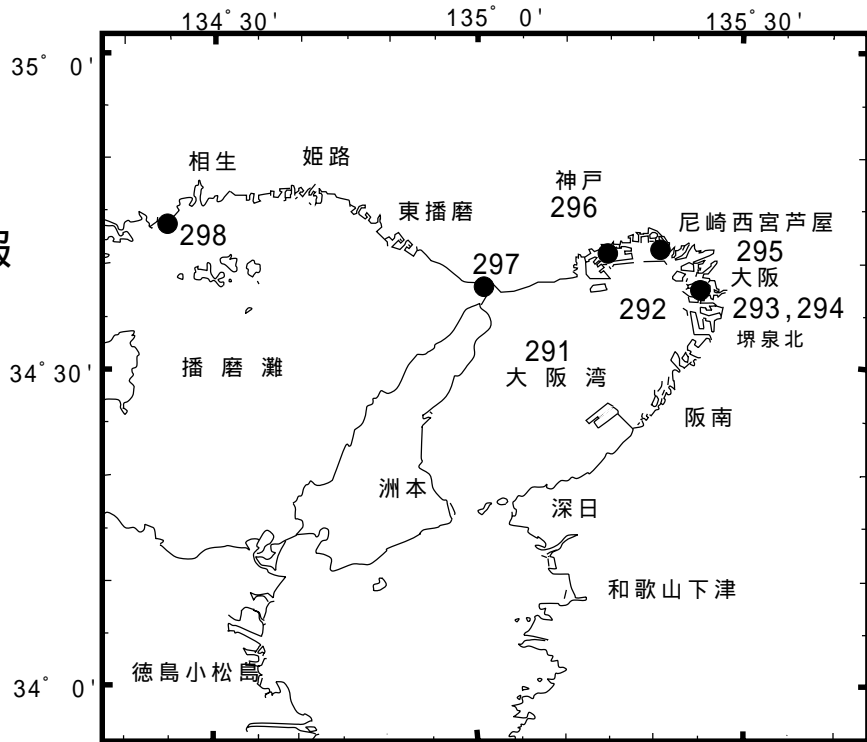 134°30' 135°0' 135°30'
35°0'
相生
姫路
神戸
296
東播磨
尼崎西宮芦屋
295
298
報
297
大阪
292
293,294
堺泉北
291
34°30'
播磨灘
大阪湾
阪南
洲本
深日
和歌山下津
徳島小松島
34°0'